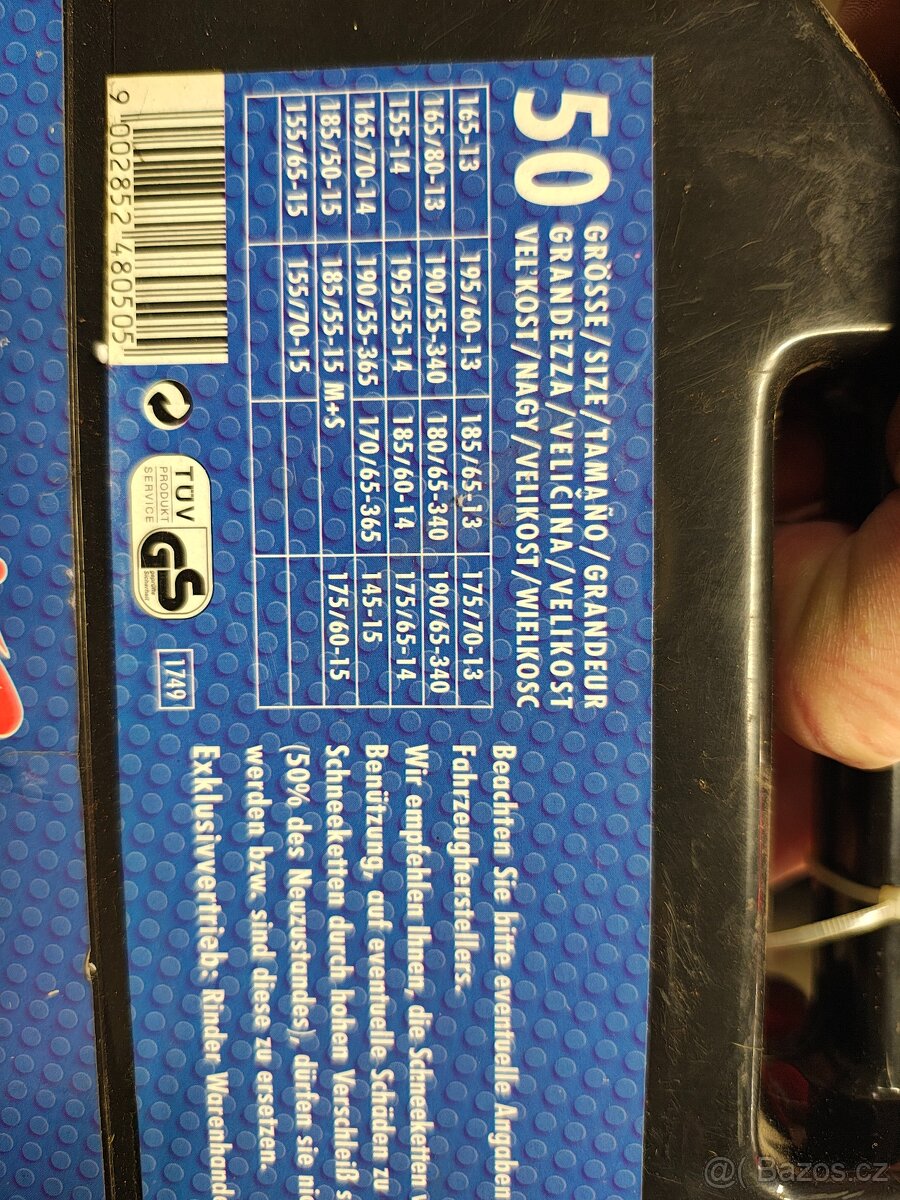 50
GRÖSSE/SIZE/TAMAÑO/GRANDEUR
GRANDEZZA/VELIČINA/VELIKOST
VEL'KOST/NAGY/VELIKOST/WIELKOSC
165-13 195/60-13 185/65-13 175/70-13
165/80-13 190/55-340 180/65-340 190/65-340
155-14 195/55-14 185/60-14 175/65-14
165/70-14 190/55-365 170/65-365 145-15
185/50-15 185/55-15 M+S 175/60-15
155/65-15 155/70-15
9 002852 480505
TÜV
PRODUKT
SERVICE
GS
geprüfte
Sicherheit
1749
Beachten Sie bitte eventuelle Angaben
Fahrzeugherstellers.
Wir empfehlen Ihnen, die Schneeketten v
Benützung, auf eventuelle Schäden zu
Schneeketten durch hohen Verschleiß s
(50% des Neuzustandes), dürfen sie nic
werden bzw. sind diese zu ersetzen.
Exklusivvertrieb: Rinder Warenhande
@( Bazos.cz